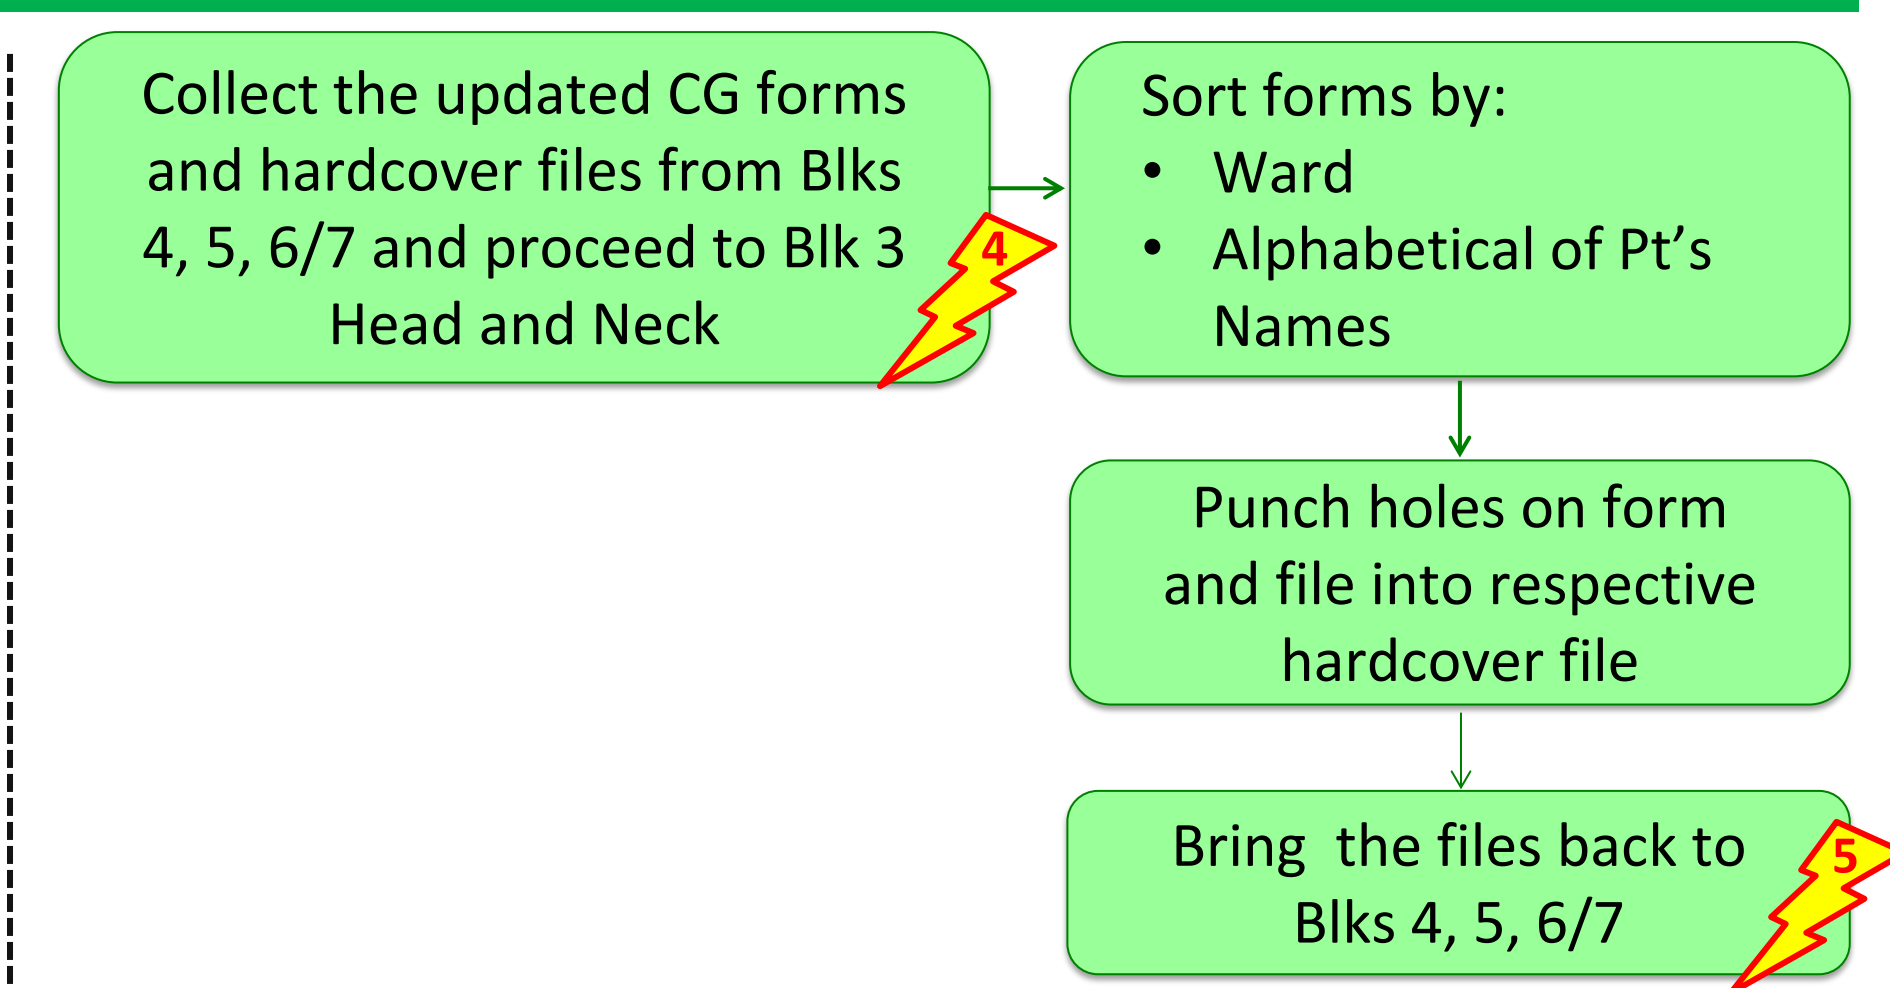 Collect the updated CG forms
and hardcover files from Blks
4, 5, 6/7 and proceed to Blk 3
Head and Neck
4
Sort forms by:
• Ward
• Alphabetical of Pt’s
Names
Punch holes on form
and file into respective
hardcover file
Bring  the files back to
Blks 4, 5, 6/7
5